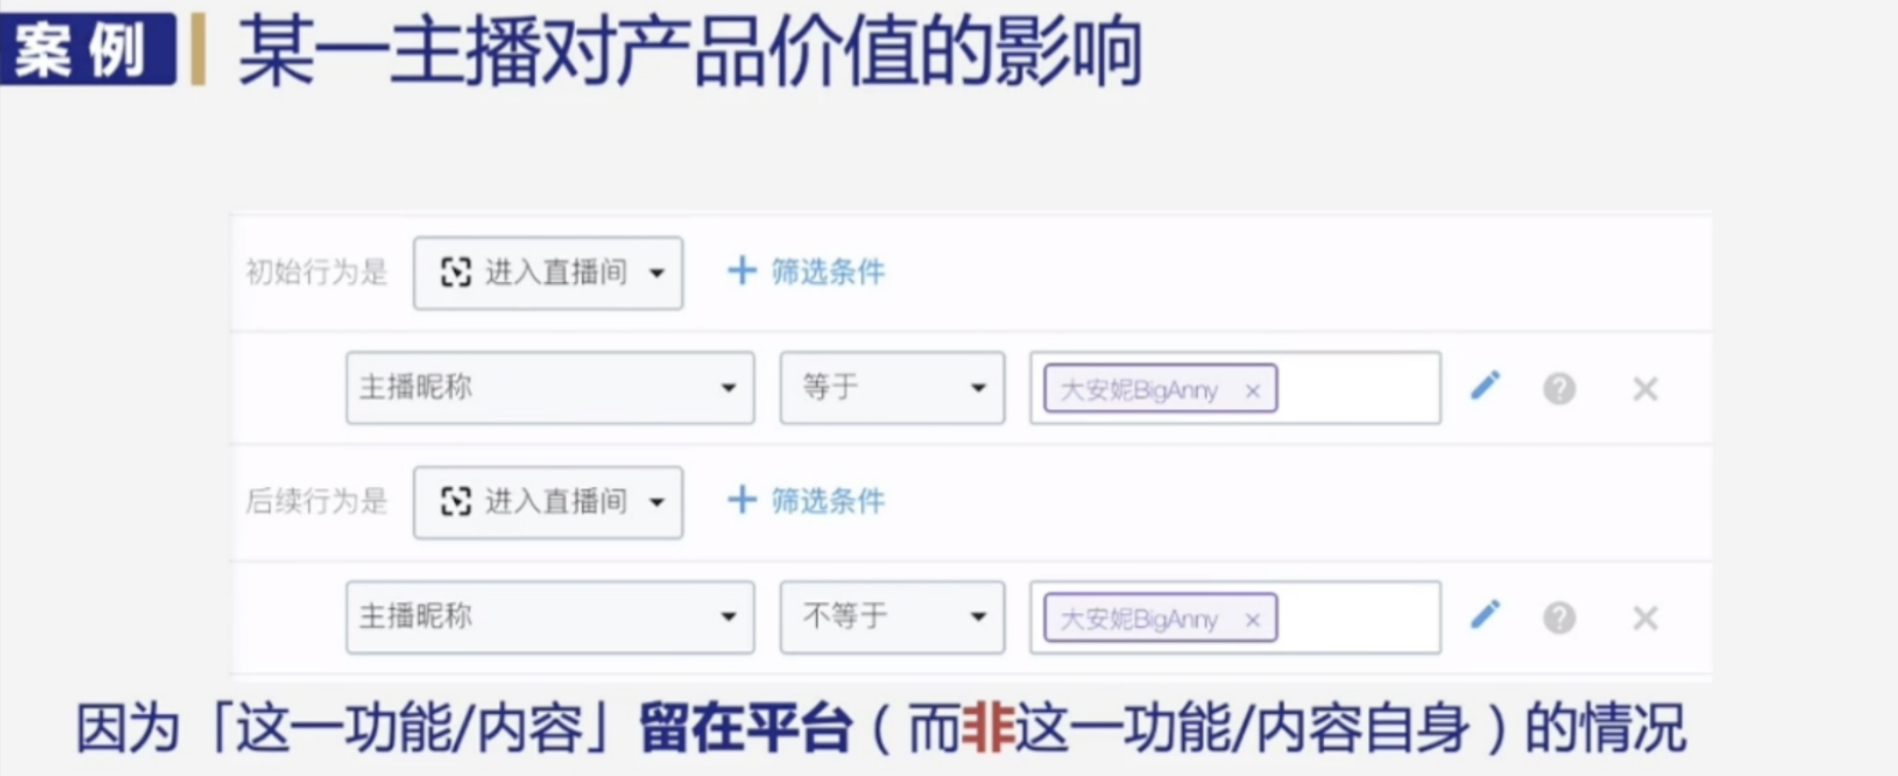 案例 某一主播对产品价值的影响
初始行为是 进入直播间 + 筛选条件
主播昵称 等于 大安妮BigAnny ×
后续行为是 进入直播间 + 筛选条件
主播昵称 不等于 大安妮BigAnny ×
因为「这一功能/内容」留在平台（而非这一功能/内容自身）的情况